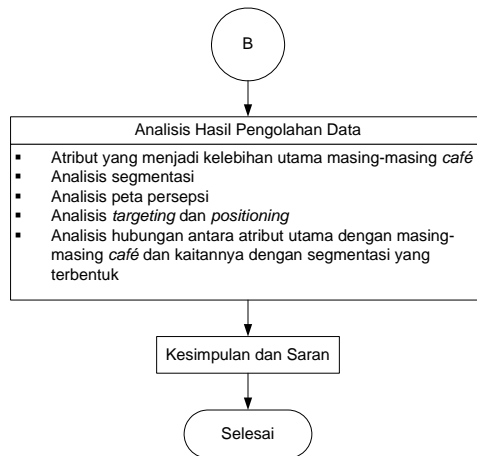 B
Analisis Hasil Pengolahan Data
▪ Atribut yang menjadi kelebihan utama masing-masing café
▪ Analisis segmentasi
▪ Analisis peta persepsi
▪ Analisis targeting dan positioning
▪ Analisis hubungan antara atribut utama dengan masing-
masing café dan kaitannya dengan segmentasi yang
terbentuk
Kesimpulan dan Saran
Selesai